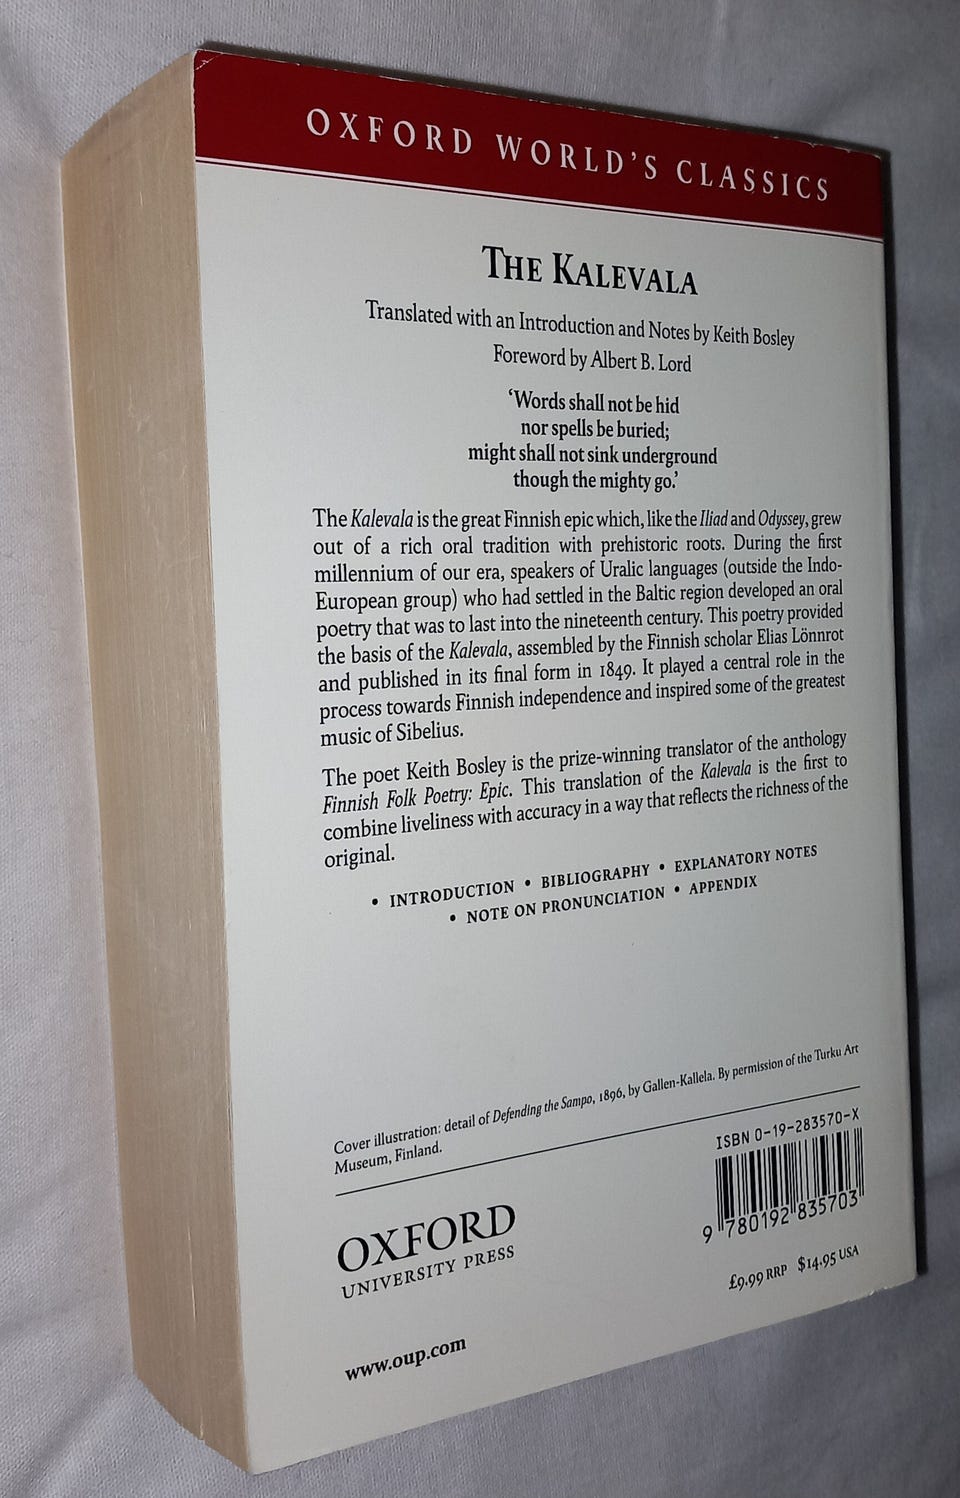 OXFORD WORLD'S CLASSICS
THE KALEVALA
Translated with an Introduction and Notes by Keith Bosley
Foreword by Albert B. Lord
‘Words shall not be hid
nor spells be buried;
might shall not sink underground
though the mighty go.’
The Kalevala is the great Finnish epic which, like the Iliad and Odyssey, grew
out of a rich oral tradition with prehistoric roots. During the first
millennium of our era, speakers of Uralic languages (outside the Indo-
European group) who had settled in the Baltic region developed an oral
poetry that was to last into the nineteenth century. This poetry provided
the basis of the Kalevala, assembled by the Finnish scholar Elias Lönnrot
and published in its final form in 1849. It played a central role in the
process towards Finnish independence and inspired some of the greatest
music of Sibelius.
The poet Keith Bosley is the prize-winning translator of the anthology
Finnish Folk Poetry: Epic. This translation of the Kalevala is the first to
combine liveliness with accuracy in a way that reflects the richness of the
original.
• INTRODUCTION • BIBLIOGRAPHY • EXPLANATORY NOTES
• NOTE ON PRONUNCIATION • APPENDIX
Cover illustration: detail of Defending the Sampo, 1896, by Gallen-Kallela. By permission of the Turku Art
Museum, Finland.
ISBN 0-19-283570-X
9 780192 835703
OXFORD
UNIVERSITY PRESS
£9.99 RRP $14.95 USA
www.oup.com